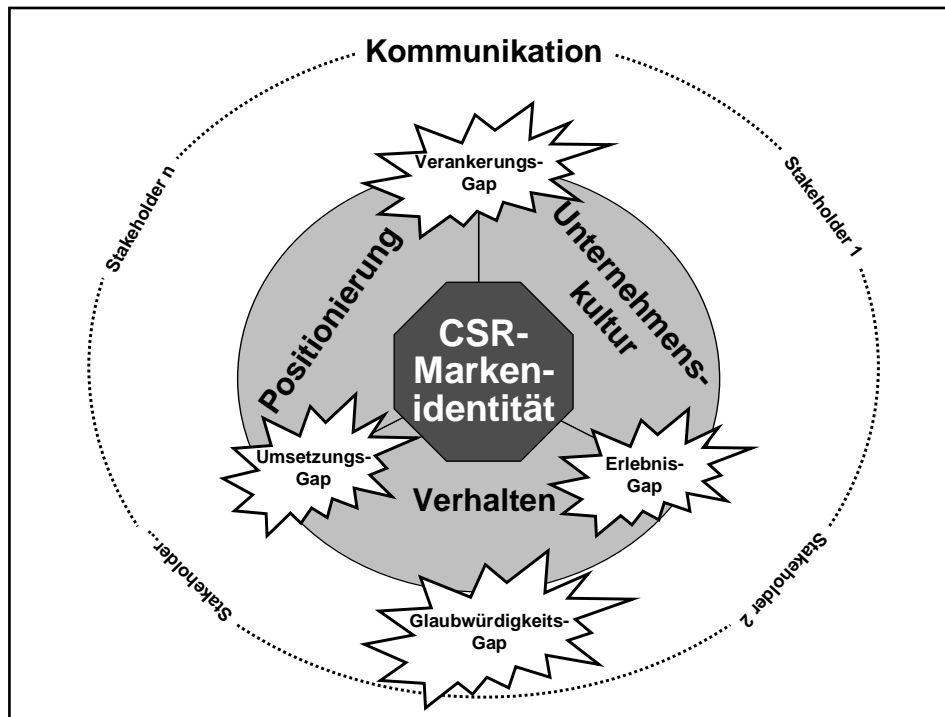 Kommunikation
Verankerungs-
Gap
Stakeholder n
Stakeholder 1
Positionierung
Unternehmens-
kultur
CSR-
Marken-
identität
Umsetzungs-
Gap
Erlebnis-
Gap
Verhalten
Stakeholder
Stakeholder 2
Glaubwürdigkeits-
Gap